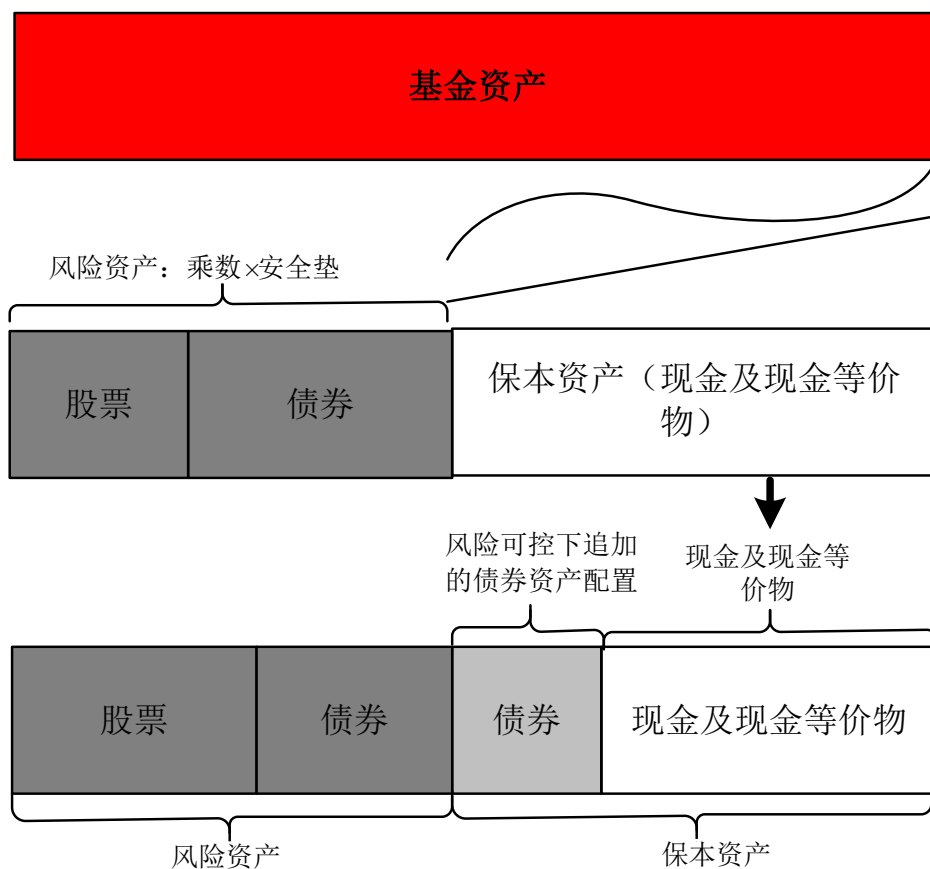 基金资产
风险资产：乘数×安全垫
股票
债券
保本资产（现金及现金等价
物）
风险可控下追加
的债券资产配置
现金及现金等
价物
股票
债券
债券
现金及现金等价物
风险资产
保本资产